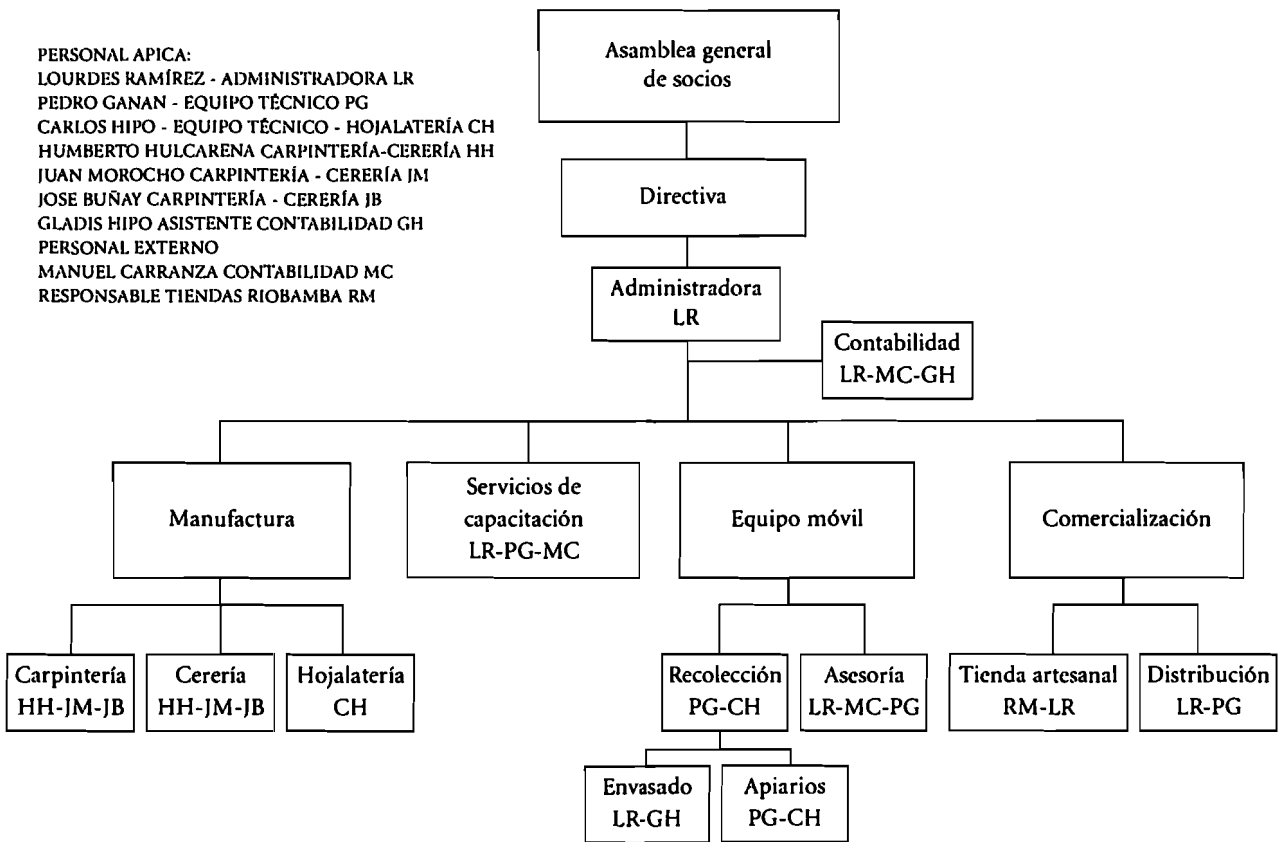 PERSONAL APICA:
LOURDES RAMÍREZ - ADMINISTRADORA LR
PEDRO GANAN - EQUIPO TÉCNICO PG
CARLOS HIPO - EQUIPO TÉCNICO - HOJALATERÍA CH
HUMBERTO HULCARENA CARPINTERÍA-CERERÍA HH
JUAN MOROCHO CARPINTERÍA - CERERÍA JM
JOSE BUÑAY CARPINTERÍA - CERERÍA JB
GLADIS HIPO ASISTENTE CONTABILIDAD GH
PERSONAL EXTERNO
MANUEL CARRANZA CONTABILIDAD MC
RESPONSABLE TIENDAS RIOBAMBA RM
Asamblea general
de socios
Directiva
Administradora
LR
Contabilidad
LR-MC-GH
Manufactura
Servicios de
capacitación
LR-PG-MC
Equipo móvil
Comercialización
Carpintería
HH-JM-JB
Cerería
HH-JM-JB
Hojalatería
CH
Recolección
PG-CH
Asesoría
LR-MC-PG
Tienda artesanal
RM-LR
Distribución
LR-PG
Envasado
LR-GH
Apiarios
PG-CH